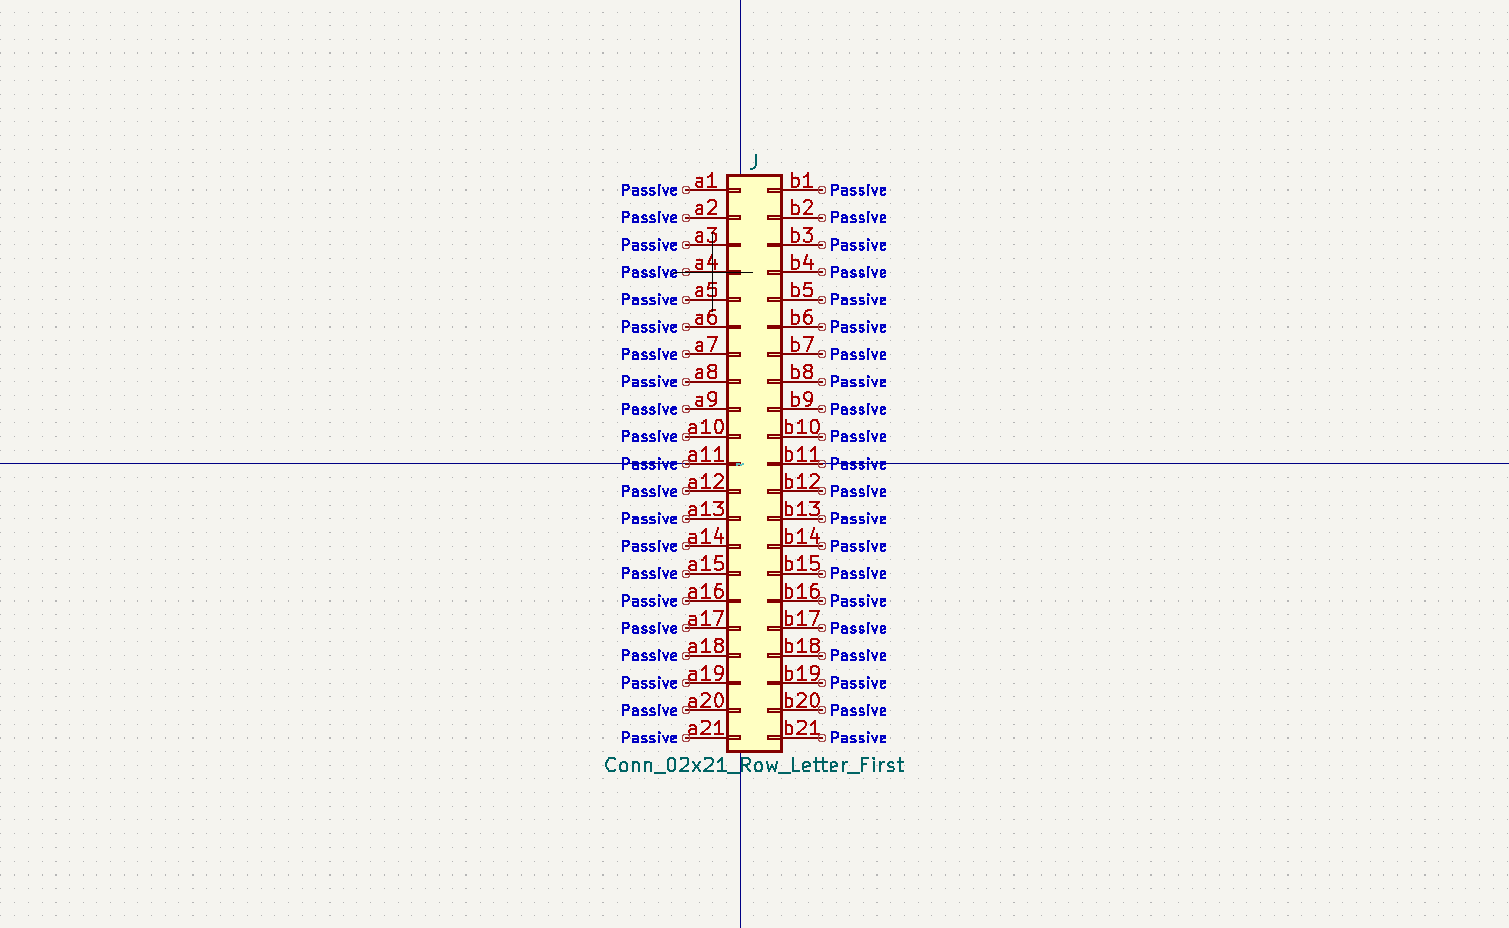 J
Passive a1 b1 Passive
Passive a2 b2 Passive
Passive a3 b3 Passive
Passive a4 b4 Passive
Passive a5 b5 Passive
Passive a6 b6 Passive
Passive a7 b7 Passive
Passive a8 b8 Passive
Passive a9 b9 Passive
Passive a10 b10 Passive
Passive a11 b11 Passive
Passive a12 b12 Passive
Passive a13 b13 Passive
Passive a14 b14 Passive
Passive a15 b15 Passive
Passive a16 b16 Passive
Passive a17 b17 Passive
Passive a18 b18 Passive
Passive a19 b19 Passive
Passive a20 b20 Passive
Passive a21 b21 Passive
Conn_02x21_Row_Letter_First